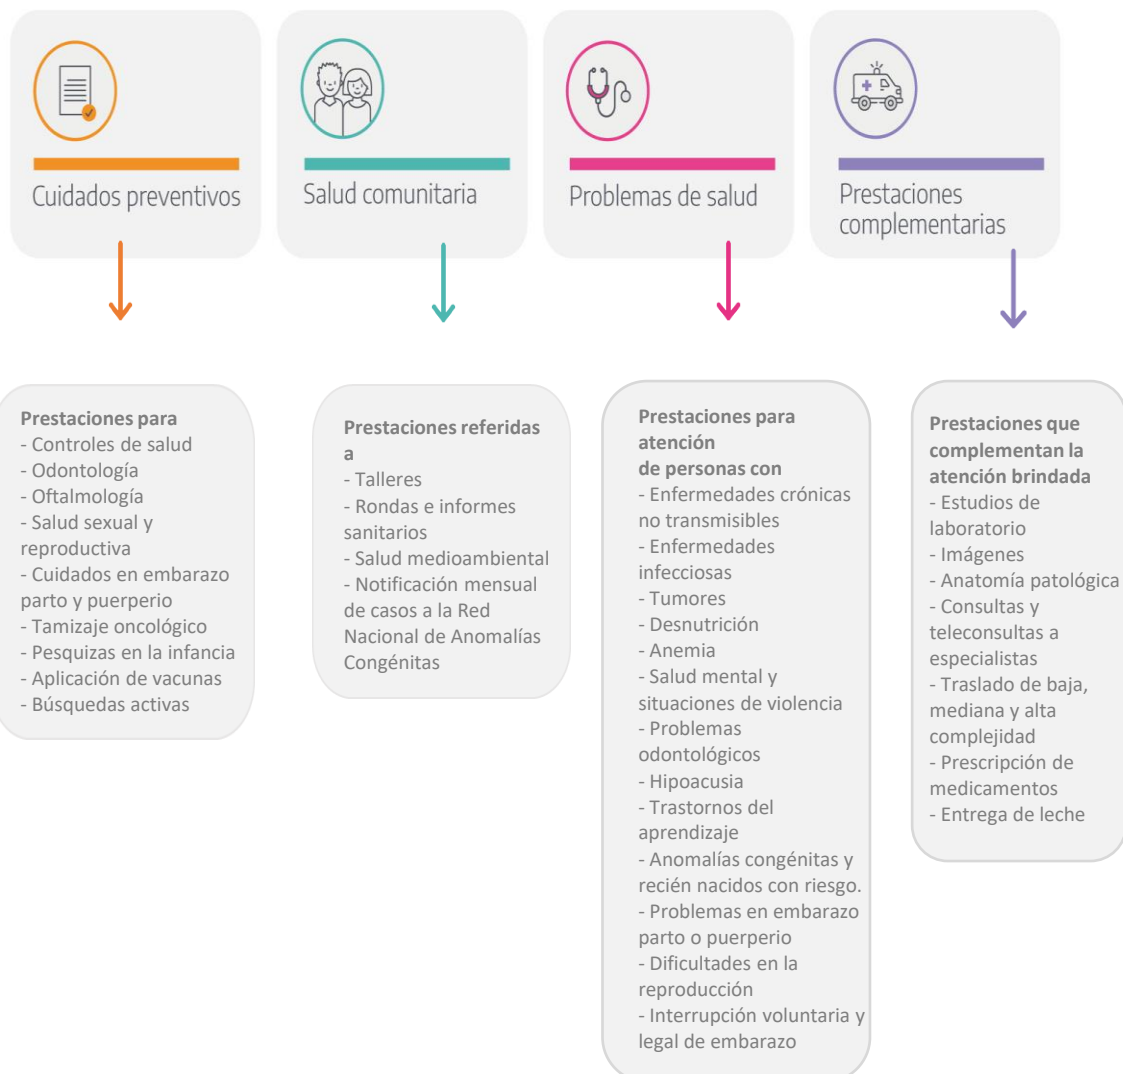 Cuidados preventivos
Salud comunitaria
Problemas de salud
Prestaciones
complementarias
Prestaciones para
- Controles de salud
- Odontología
- Oftalmología
- Salud sexual y
reproductiva
- Cuidados en embarazo
parto y puerperio
- Tamizaje oncológico
- Pesquizas en la infancia
- Aplicación de vacunas
- Búsquedas activas
Prestaciones referidas
a
- Talleres
- Rondas e informes
sanitarios
- Salud medioambiental
- Notificación mensual
de casos a la Red
Nacional de Anomalías
Congénitas
Prestaciones para
atención
de personas con
- Enfermedades crónicas
no transmisibles
- Enfermedades
infecciosas
- Tumores
- Desnutrición
- Anemia
- Salud mental y
situaciones de violencia
- Problemas
odontológicos
- Hipoacusia
- Trastornos del
aprendizaje
- Anomalías congénitas y
recién nacidos con riesgo.
- Problemas en embarazo
parto o puerperio
- Dificultades en la
reproducción
- Interrupción voluntaria y
legal de embarazo
Prestaciones que
complementan la
atención brindada
- Estudios de
laboratorio
- Imágenes
- Anatomía patológica
- Consultas y
teleconsultas a
especialistas
- Traslado de baja,
mediana y alta
complejidad
- Prescripción de
medicamentos
- Entrega de leche